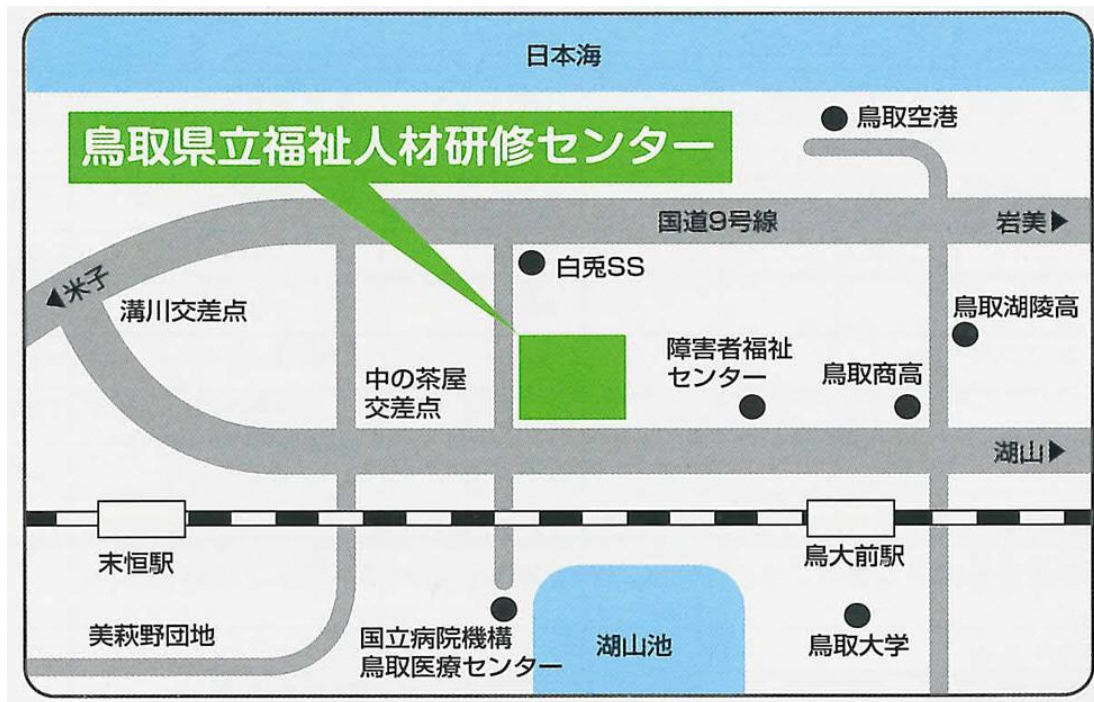 日本海
鳥取空港
鳥取県立福祉人材研修センター
国道9号線
岩美▶
白兎SS
◀米子
溝川交差点
鳥取湖陵高
障害者福祉
センター
鳥取商高
中の茶屋
交差点
湖山▶
末恒駅
鳥大前駅
美萩野団地
国立病院機構
鳥取医療センター
湖山池
鳥取大学